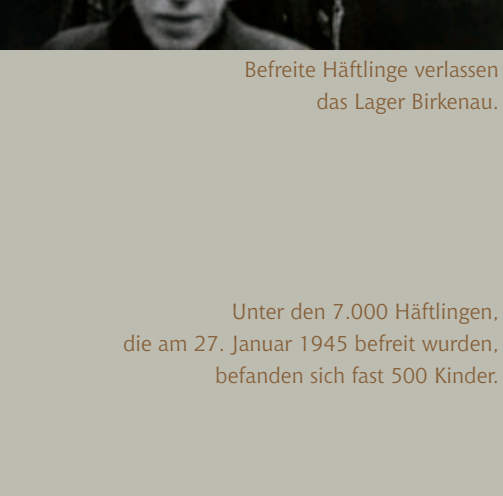 Befreite Häftlinge verlassen
das Lager Birkenau.
Unter den 7.000 Häftlingen,
die am 27. Januar 1945 befreit wurden,
befanden sich fast 500 Kinder.